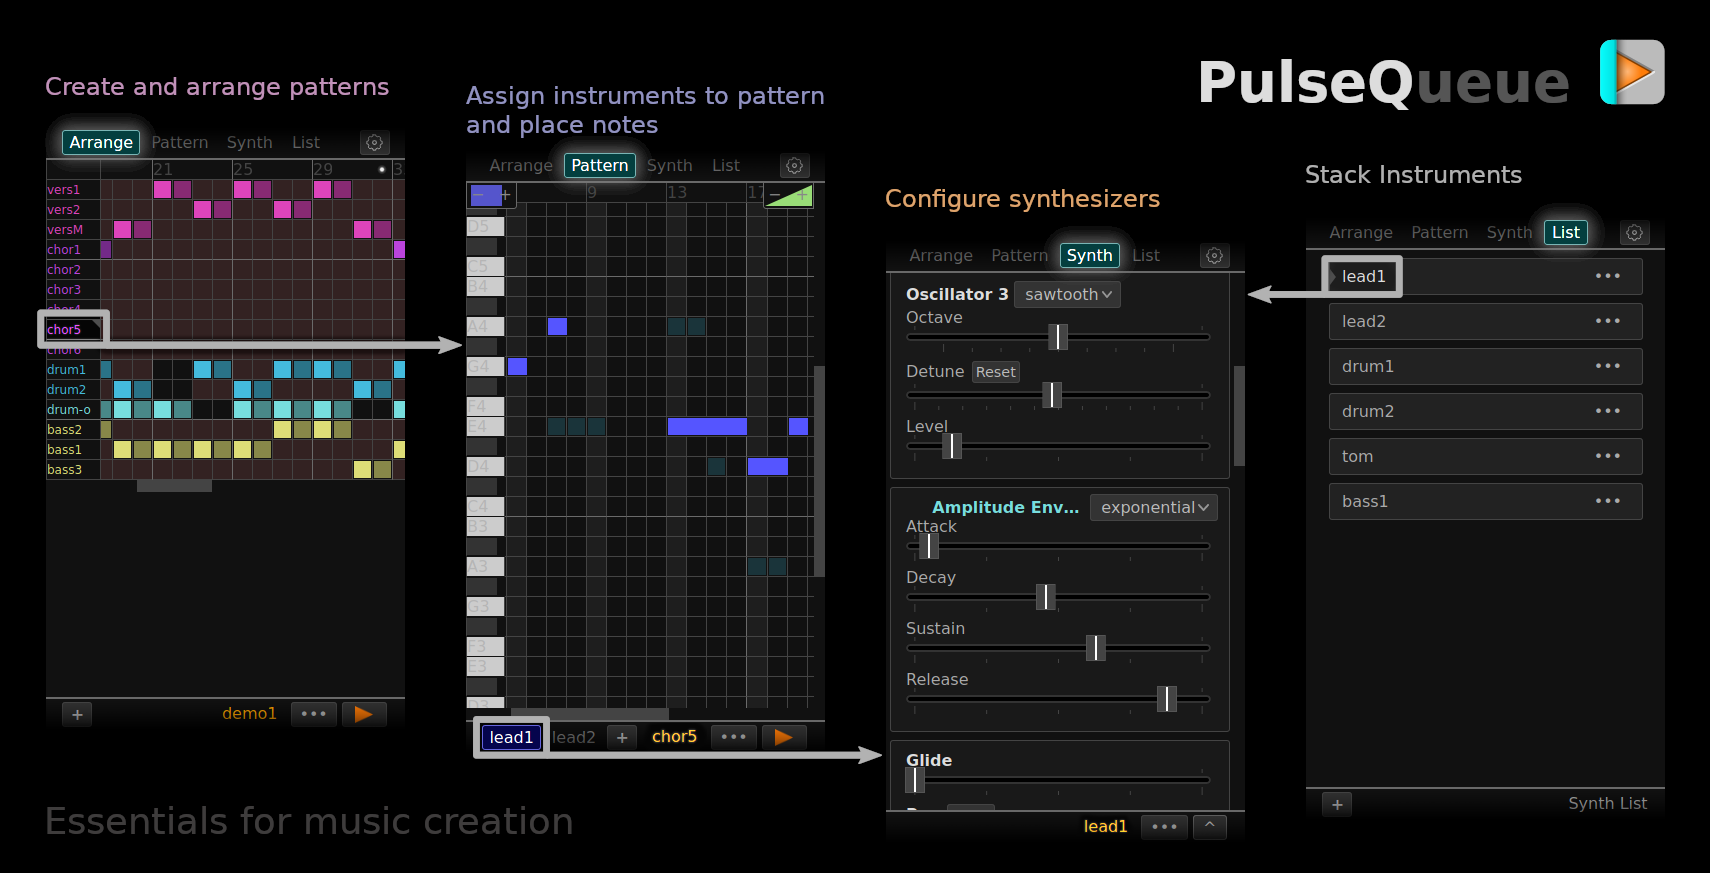 PulseQueue
Create and arrange patterns
Arrange Pattern Synth List
21 25 29 3
vers1
vers2
versM
chor1
chor2
chor3
chor4
chor5
chor6
drum1
drum2
drum-o
bass2
bass1
bass3
+ demo1 •••
Assign instruments to pattern
and place notes
Arrange Pattern Synth List
− + 9 13 17 − +
D5
C5
B4
A4
G4
F4
E4
D4
C4
B3
A3
G3
F3
E3
D3
lead1 lead2 + chor5 •••
Configure synthesizers
Arrange Pattern Synth List
Oscillator 3 sawtooth
Octave
Detune Reset
Level
Amplitude Env... exponential
Attack
Decay
Sustain
Release
Glide
lead1 ••• ^
Stack Instruments
Arrange Pattern Synth List
lead1 •••
lead2 •••
drum1 •••
drum2 •••
tom •••
bass1 •••
+ Synth List
Essentials for music creation